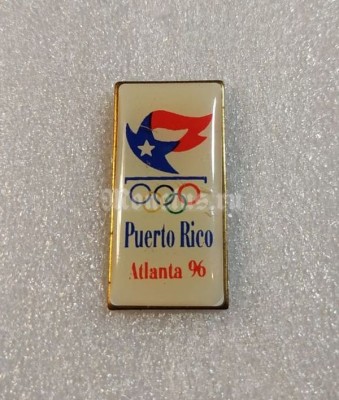 Puerto Rico
Atlanta 96